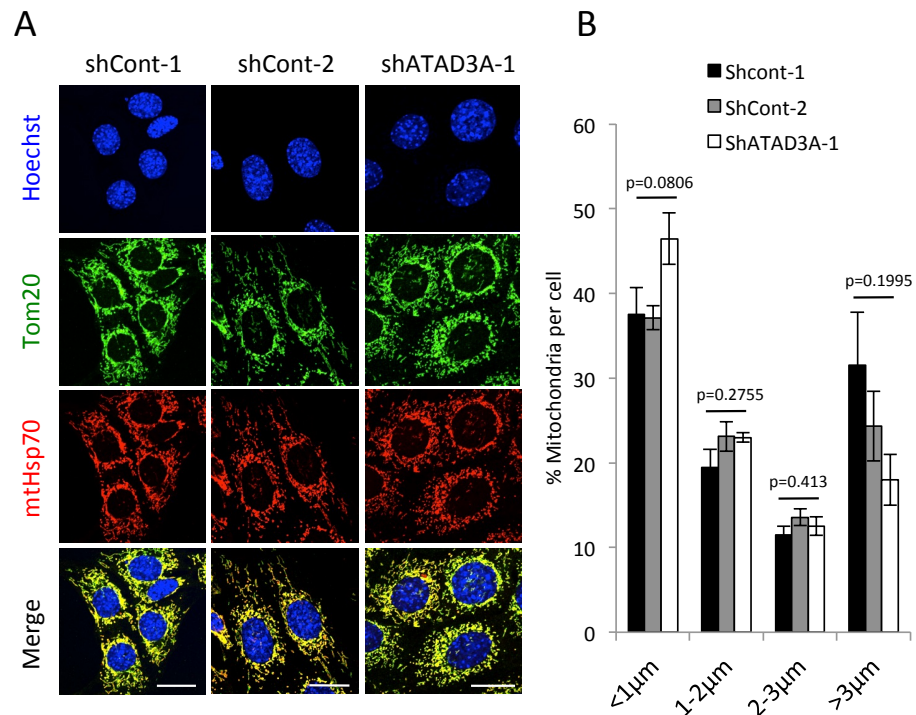 A
shCont-1 shCont-2 shATAD3A-1
Hoechst
Tom20
mtHsp70
Merge
B
Shcont-1
ShCont-2
ShATAD3A-1
% Mitochondria per cell
60
50
40
30
20
10
0
p=0.0806
p=0.2755
p=0.413
p=0.1995
<1μm
1-2μm
2-3μm
>3μm